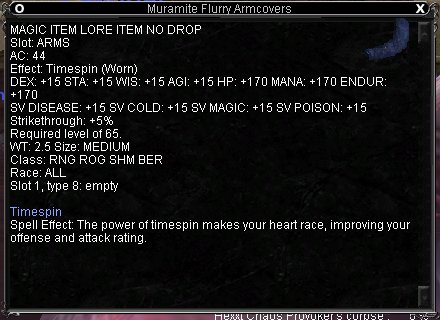 Muramite Flurry Armcovers
MAGIC ITEM LORE ITEM NO DROP
Slot: ARMS
AC: 44
Effect: Timespin (Worn)
DEX: +15 STA: +15 WIS: +15 AGI: +15 HP: +170 MANA: +170 ENDUR:
+170
SV DISEASE: +15 SV COLD: +15 SV MAGIC: +15 SV POISON: +15
Strikethrough: +5%
Required level of 65.
WT: 2.5 Size: MEDIUM
Class: RNG ROG SHM BER
Race: ALL
Slot 1, type 8: empty
Timespin
Spell Effect: The power of timespin makes your heart race, improving your
offense and attack rating.
Hexxt Chaos Provoker's corpse